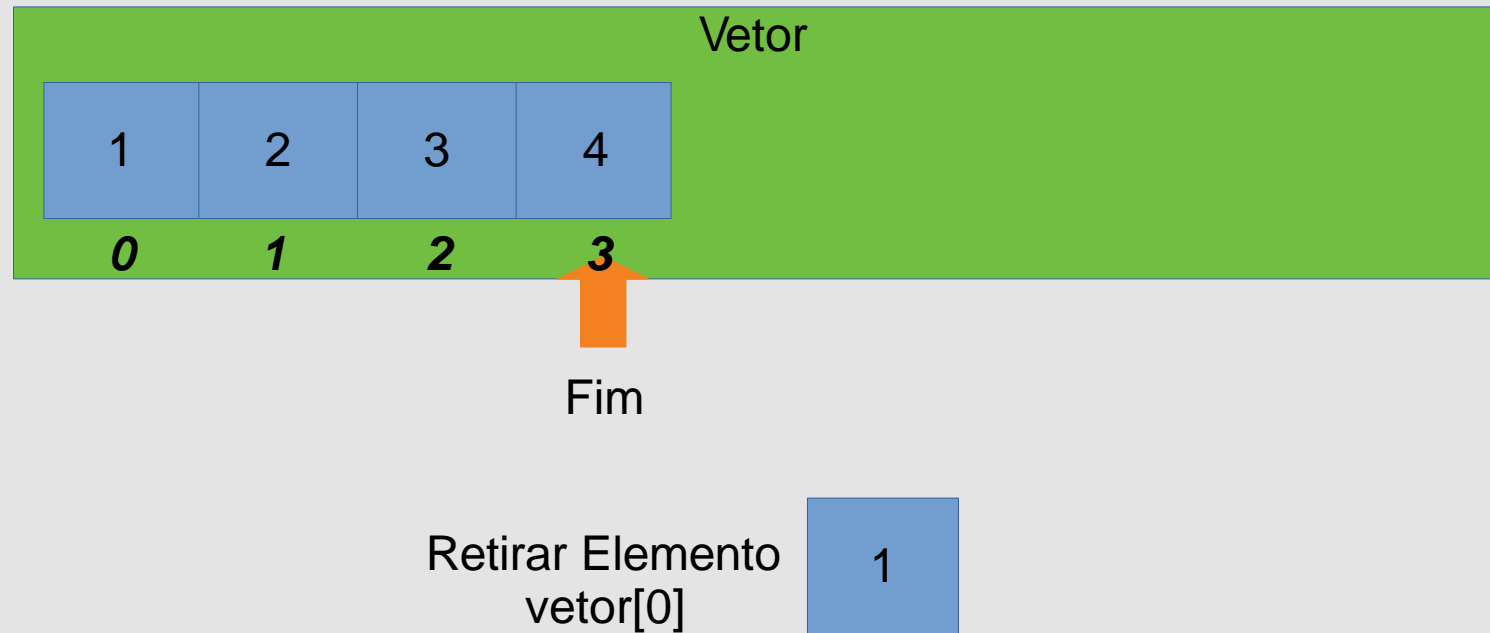 Vetor
1 2 3 4
0 1 2 3
Fim
Retirar Elemento
vetor[0]
1